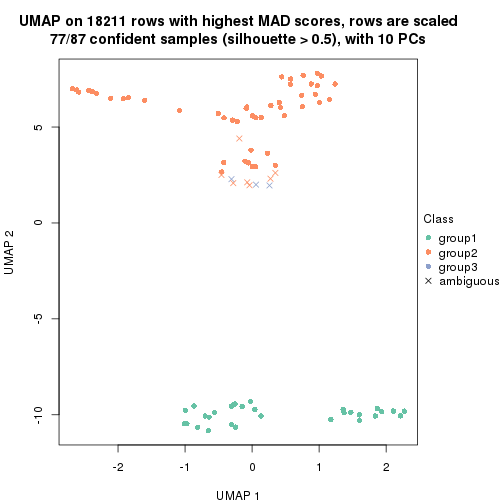 UMAP on 18211 rows with highest MAD scores, rows are scaled
77/87 confident samples (silhouette > 0.5), with 10 PCs
5
0
-5
-10
UMAP 2
-2
-1
0
1
2
UMAP 1
Class
group1
group2
group3
ambiguous